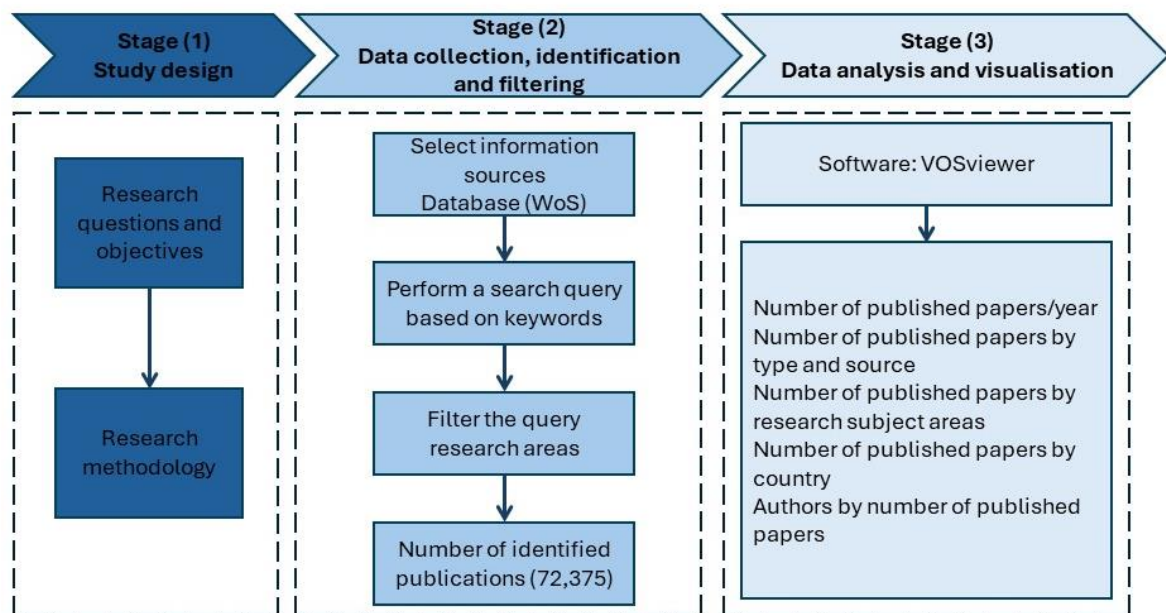 Stage (1)
Study design
Stage (2)
Data collection, identification
and filtering
Stage (3)
Data analysis and visualisation
Research
questions and
objectives
Research
methodology
Select information
sources
Database (WoS)
Perform a search query
based on keywords
Filter the query
research areas
Number of identified
publications (72,375)
Software: VOSviewer
Number of published papers/year
Number of published papers by
type and source
Number of published papers by
research subject areas
Number of published papers by
country
Authors by number of published
papers